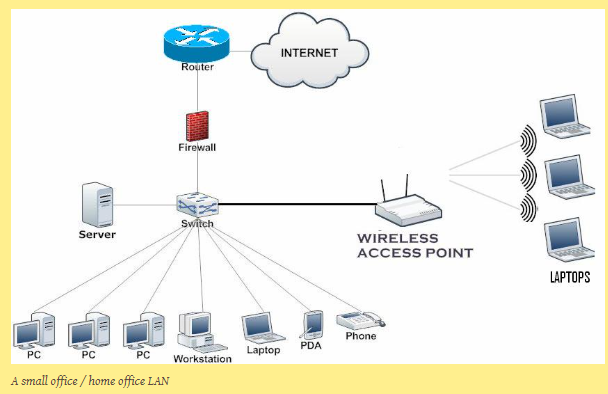 INTERNET
Router
Firewall
Server
Switch
WIRELESS
ACCESS POINT
LAPTOPS
PC
PC
PC
Workstation
Laptop
PDA
Phone
A small office / home office LAN